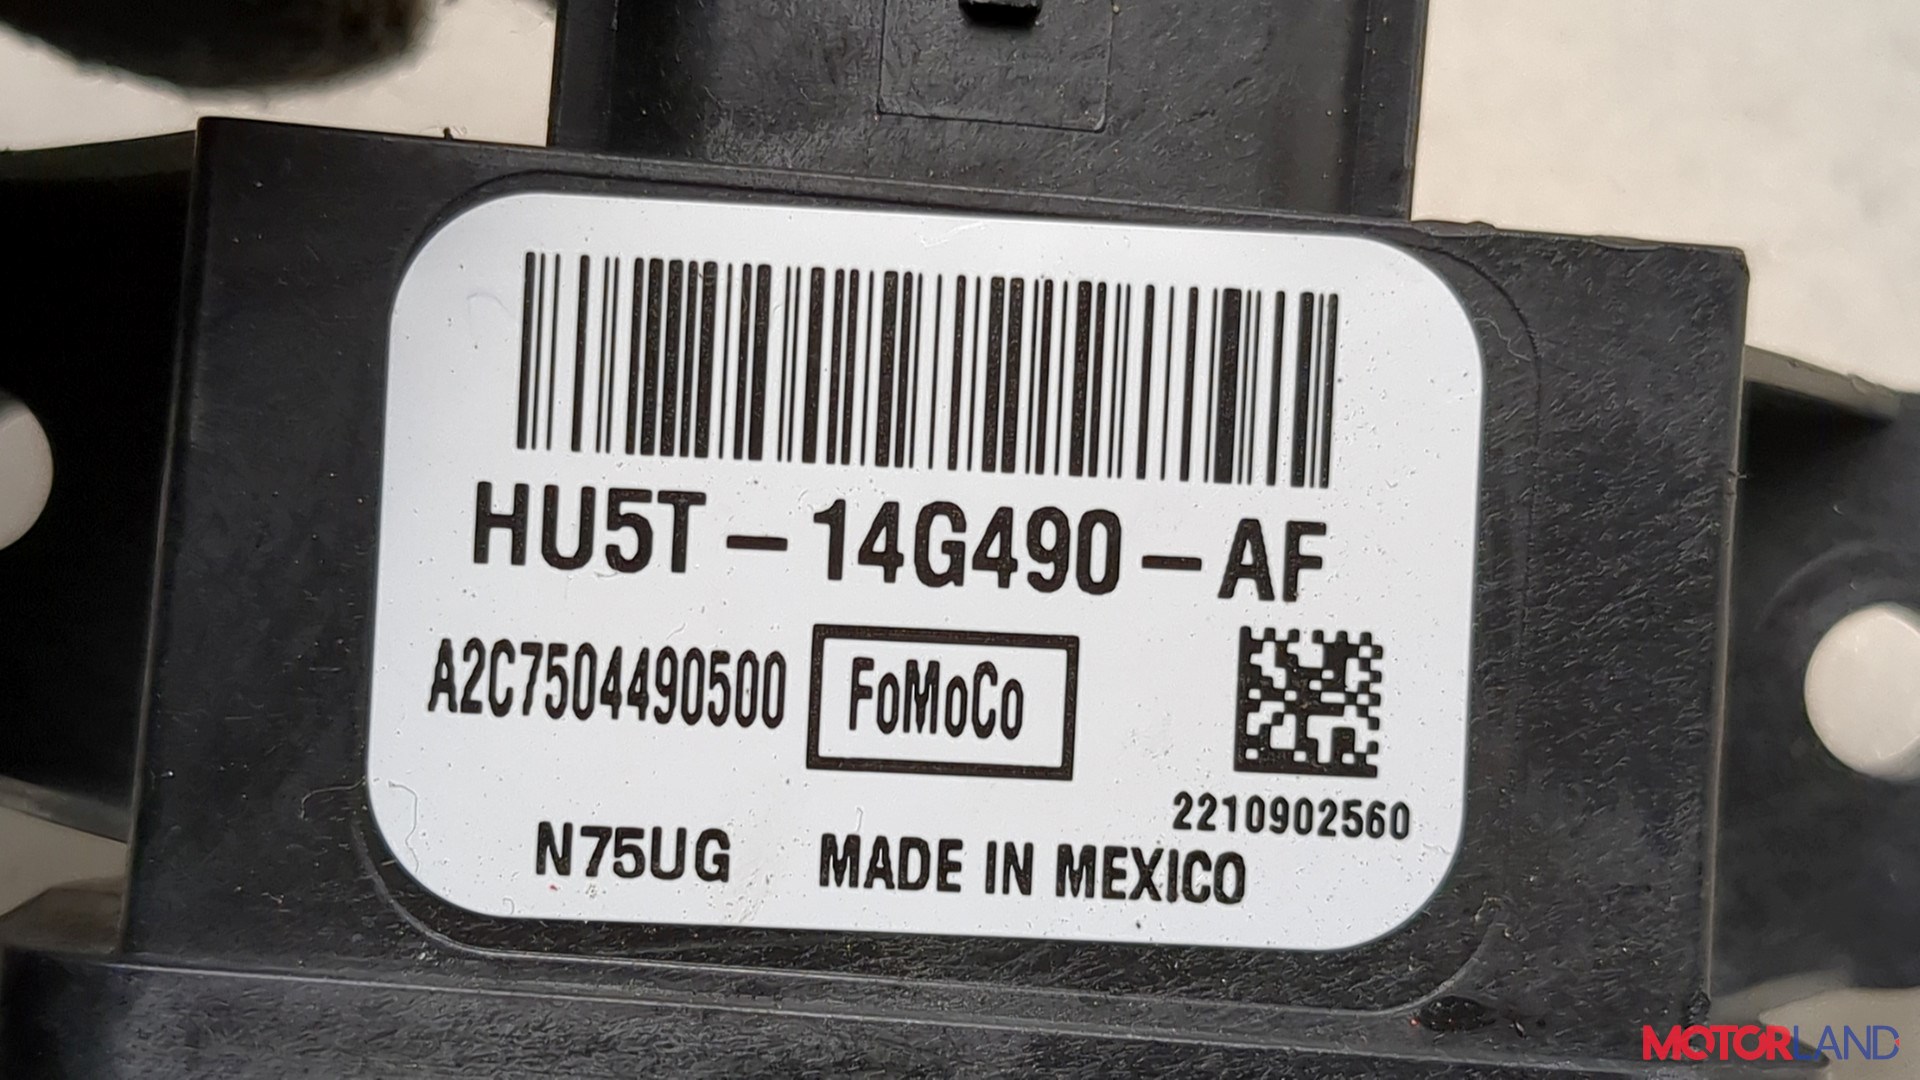 HU5T-14G490-AF
A2C7504490500 FoMoCo
2210902560
N75UG MADE IN MEXICO
MOTORLAND